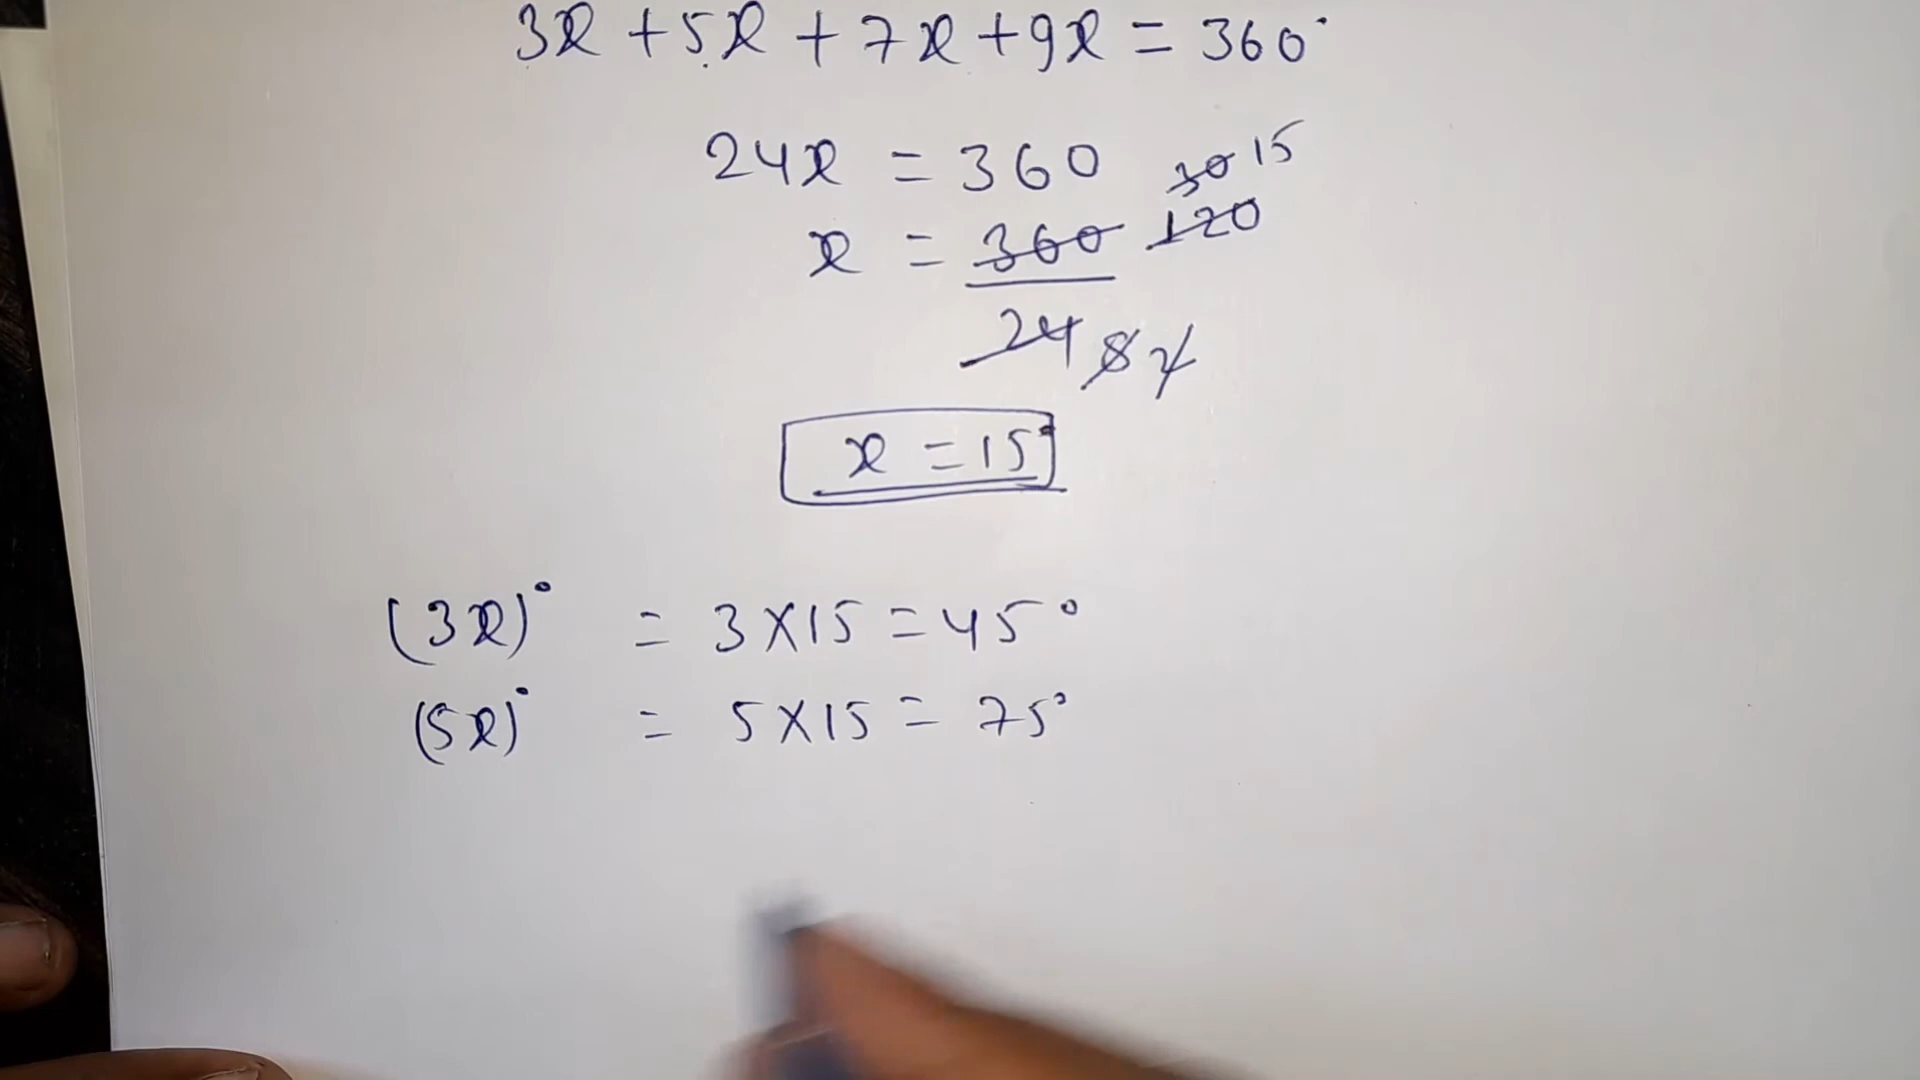 3x + 5x + 7x + 9x = 360°
24x = 360
30 15
x = 360 120
24 8 2
x = 15°
(3x)° = 3 X 15 = 45°
(5x)° = 5 X 15 = 75°